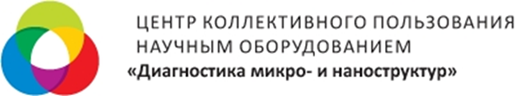 ЦЕНТР КОЛЛЕКТИВНОГО ПОЛЬЗОВАНИЯ
НАУЧНЫМ ОБОРУДОВАНИЕМ
«Диагностика микро- и наноструктур»